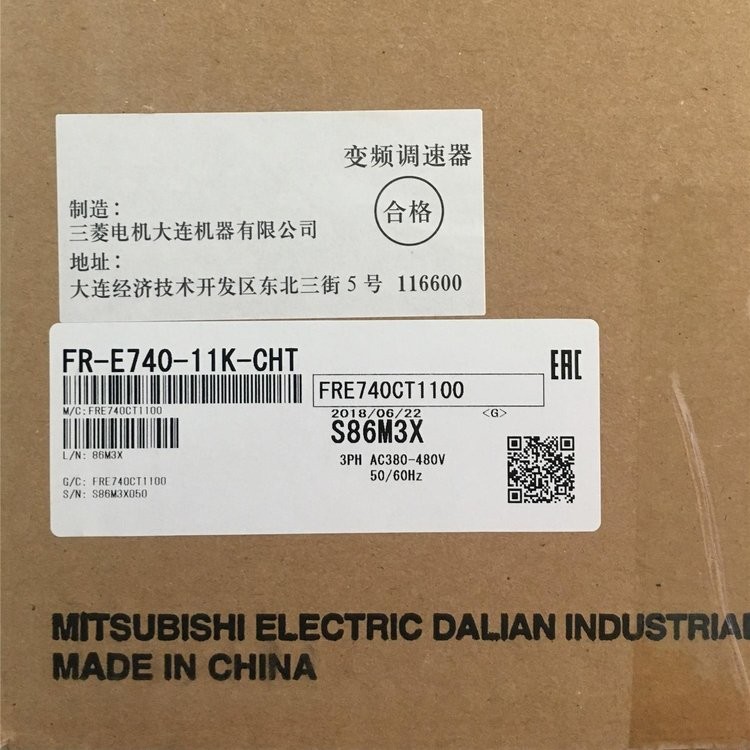 变频调速器
合格
制造：
三菱电机大连机器有限公司
地址：
大连经济技术开发区东北三街 5 号 116600
FR-E740-11K-CHT
EAC
M/C:FRE740CT1100
FRE740CT1100
2018/06/22 <G>
S86M3X
L/N: 86M3X
3PH AC380-480V
50/60Hz
G/C: FRE740CT1100
S/N: S86M3X050
MITSUBISHI ELECTRIC DALIAN INDUSTRIAL
MADE IN CHINA